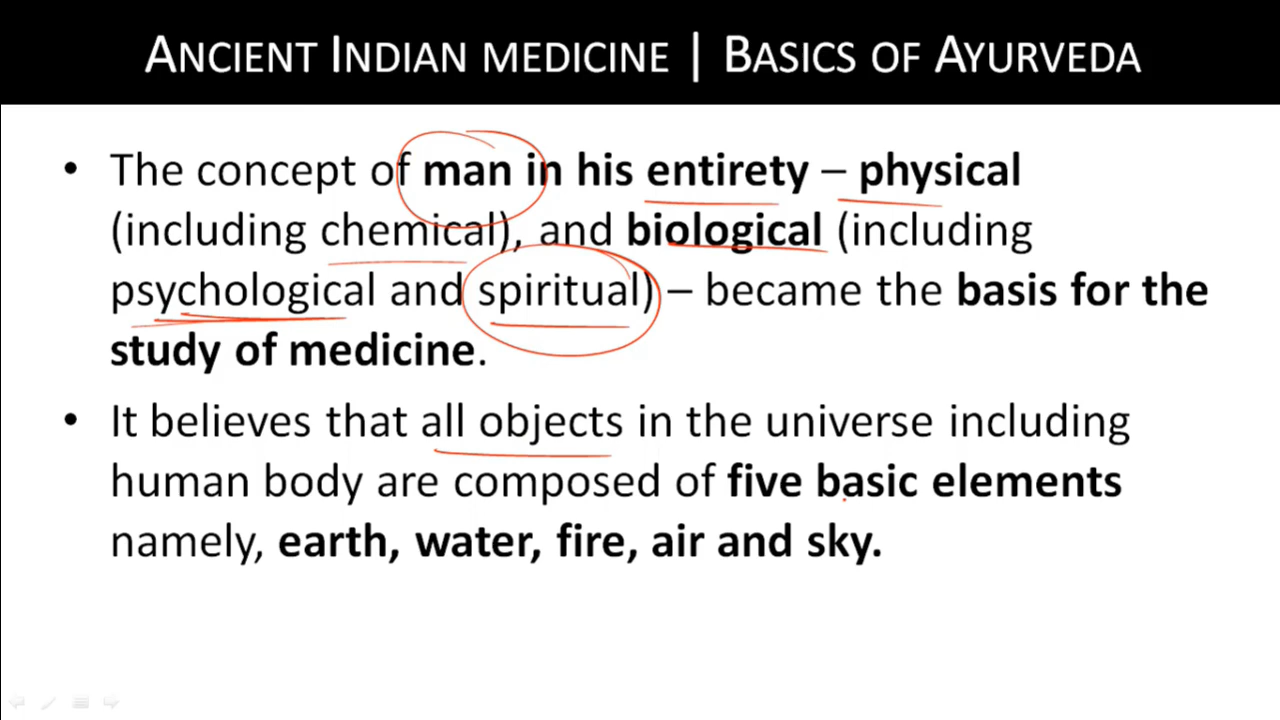 ANCIENT INDIAN MEDICINE | BASICS OF AYURVEDA
• The concept of man in his entirety – physical
(including chemical), and biological (including
psychological and spiritual) – became the basis for the
study of medicine.
• It believes that all objects in the universe including
human body are composed of five basic elements
namely, earth, water, fire, air and sky.